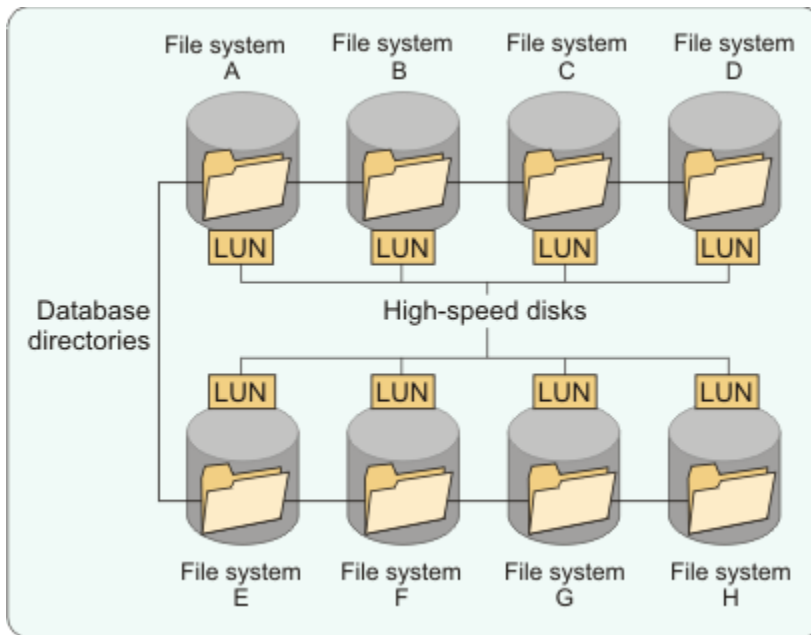 File system
A
File system
B
File system
C
File system
D
LUN
LUN
LUN
LUN
Database
directories
High-speed disks
LUN
LUN
LUN
LUN
File system
E
File system
F
File system
G
File system
H